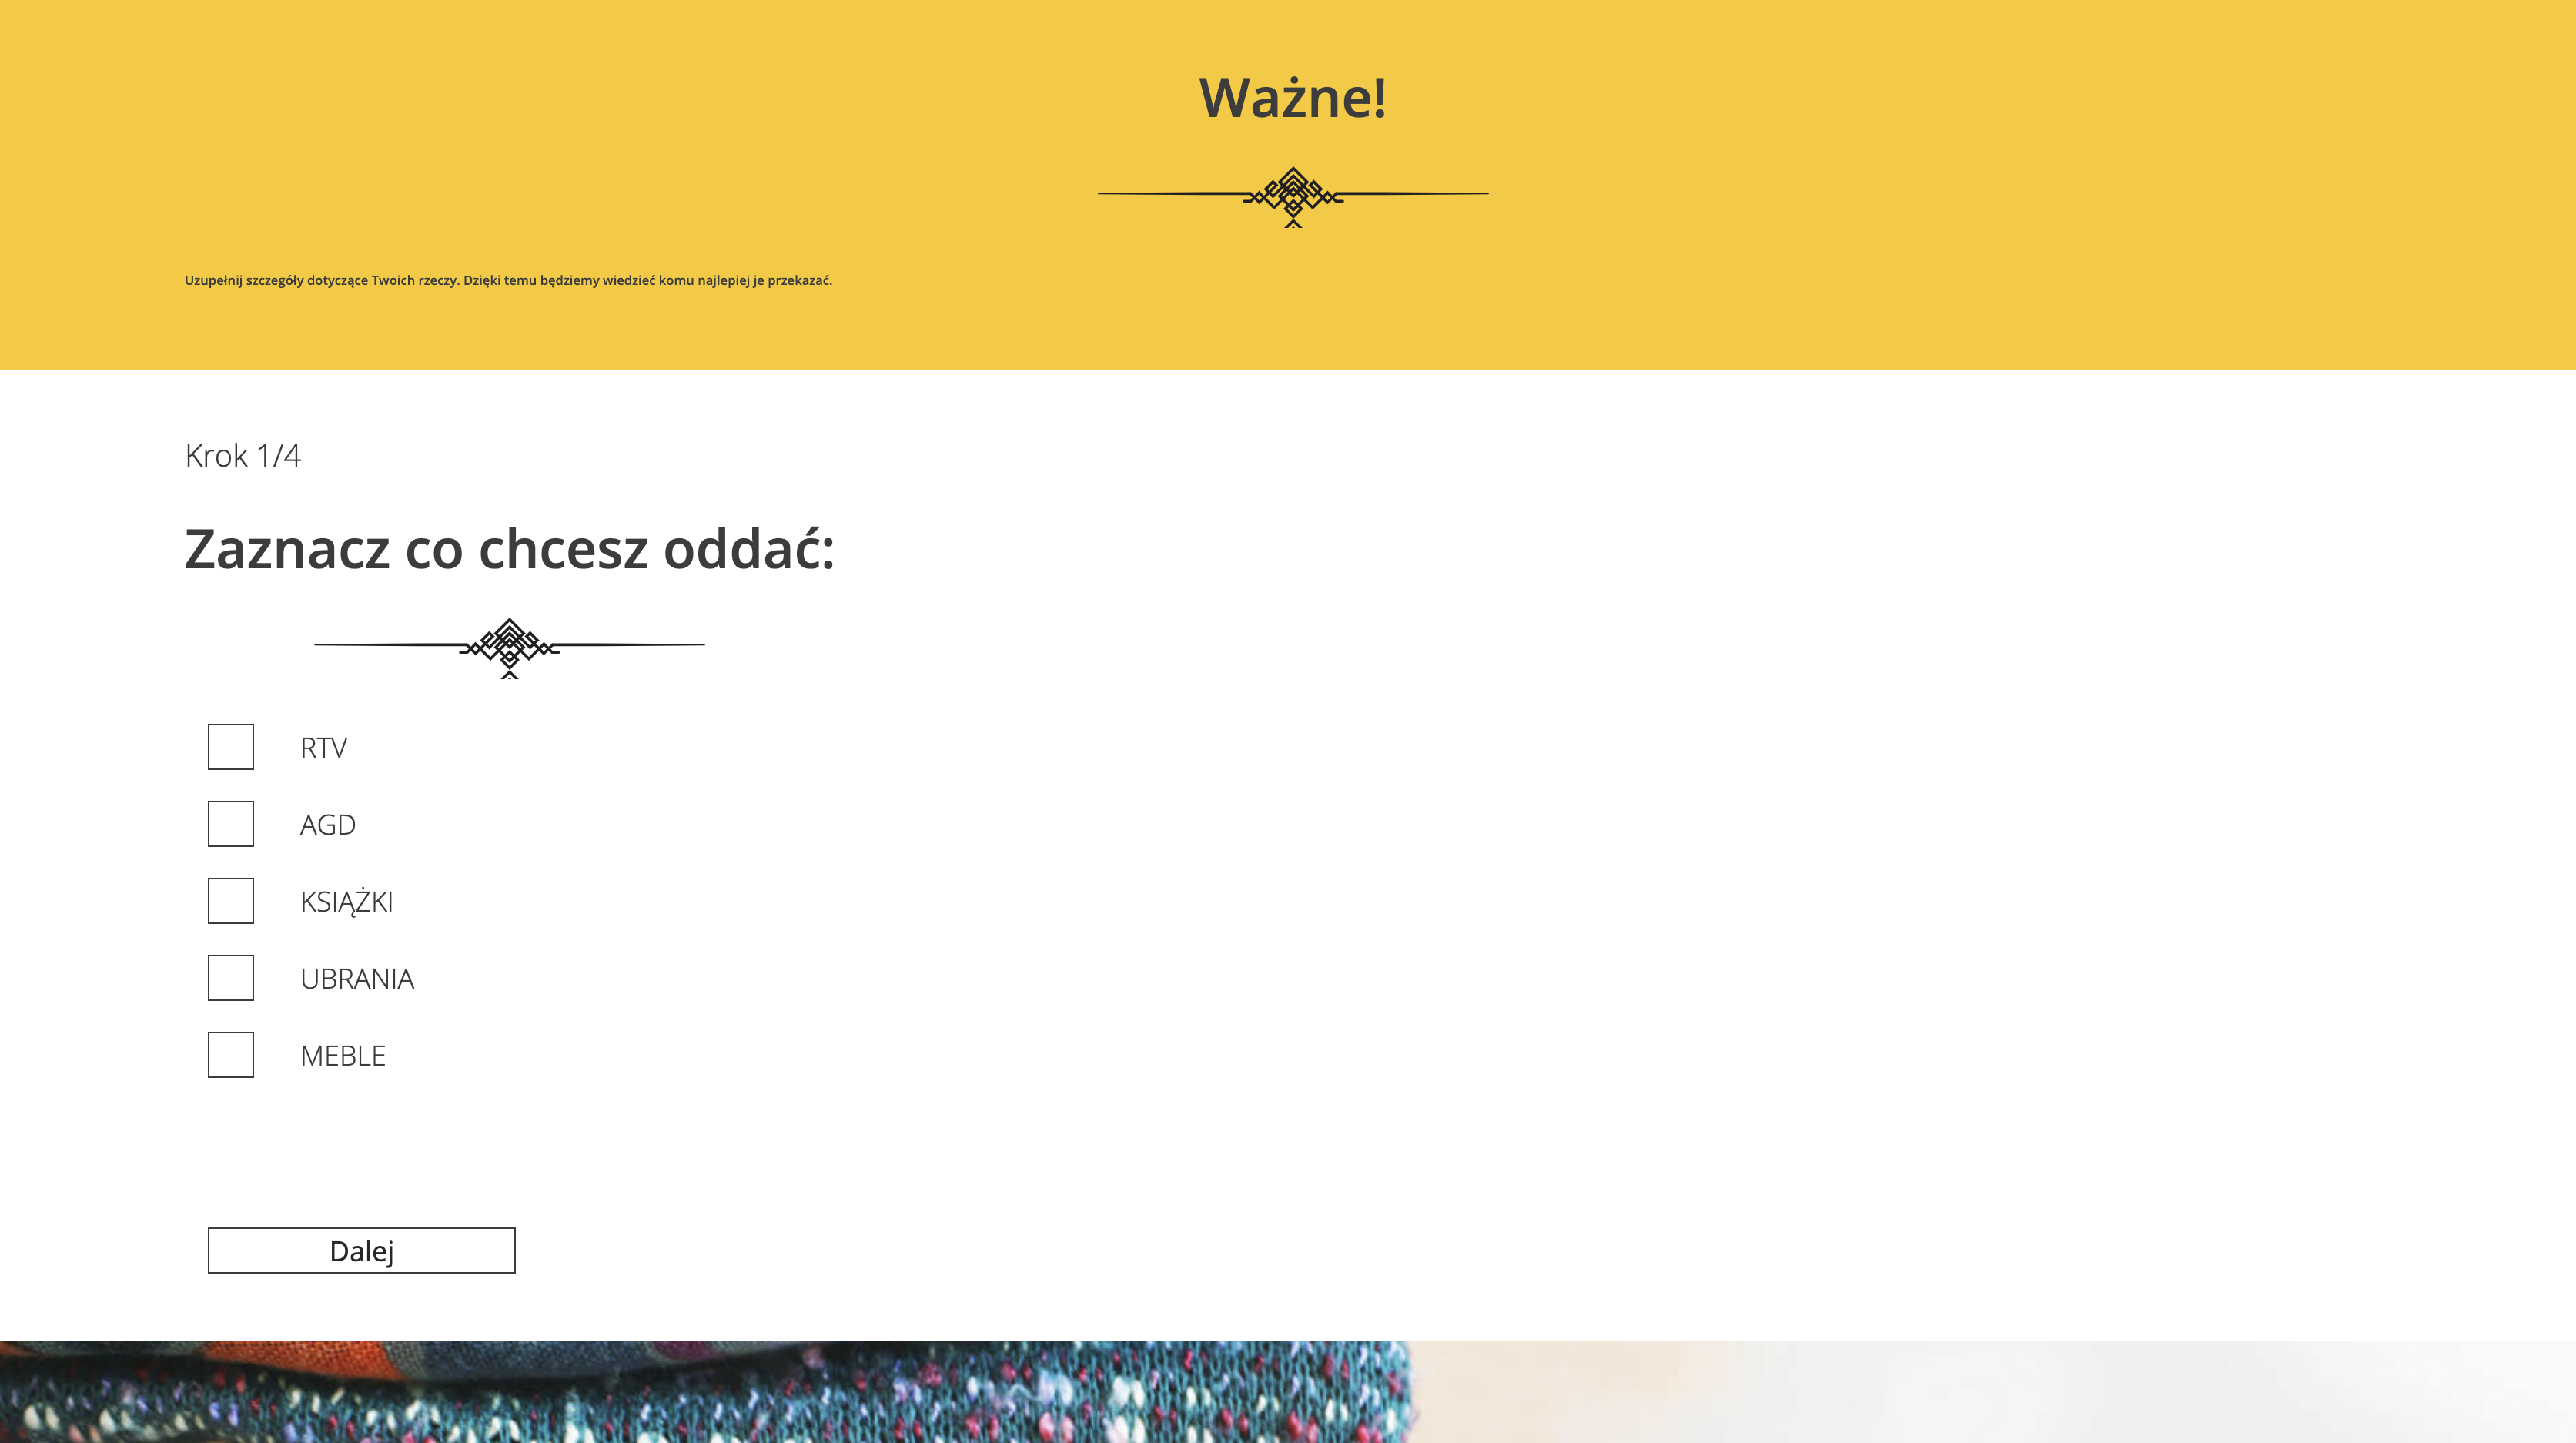 Ważne!
Uzupełnij szczegóły dotyczące Twoich rzeczy. Dzięki temu będziemy wiedzieć komu najlepiej je przekazać.
Krok 1/4
Zaznacz co chcesz oddać:
RTV
AGD
KSIĄŻKI
UBRANIA
MEBLE
Dalej